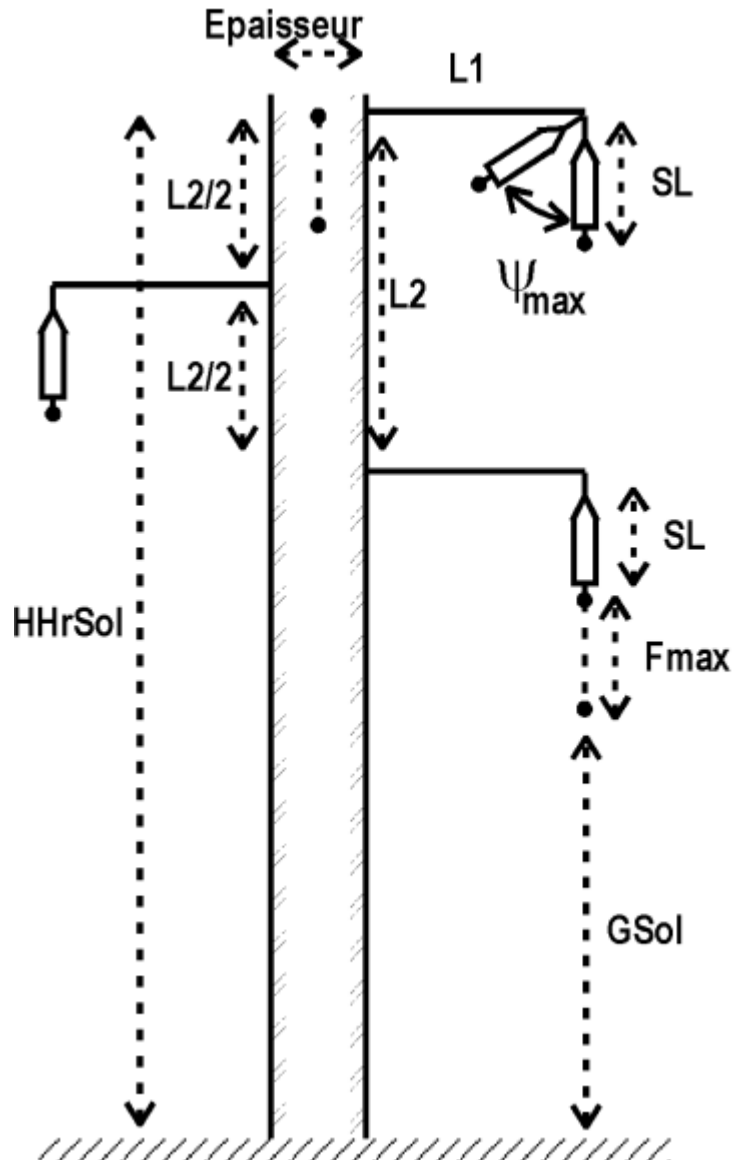 Epaisseur
L1
L2/2
SL
L2
Ψmax
L2/2
SL
HHrSol
Fmax
GSol